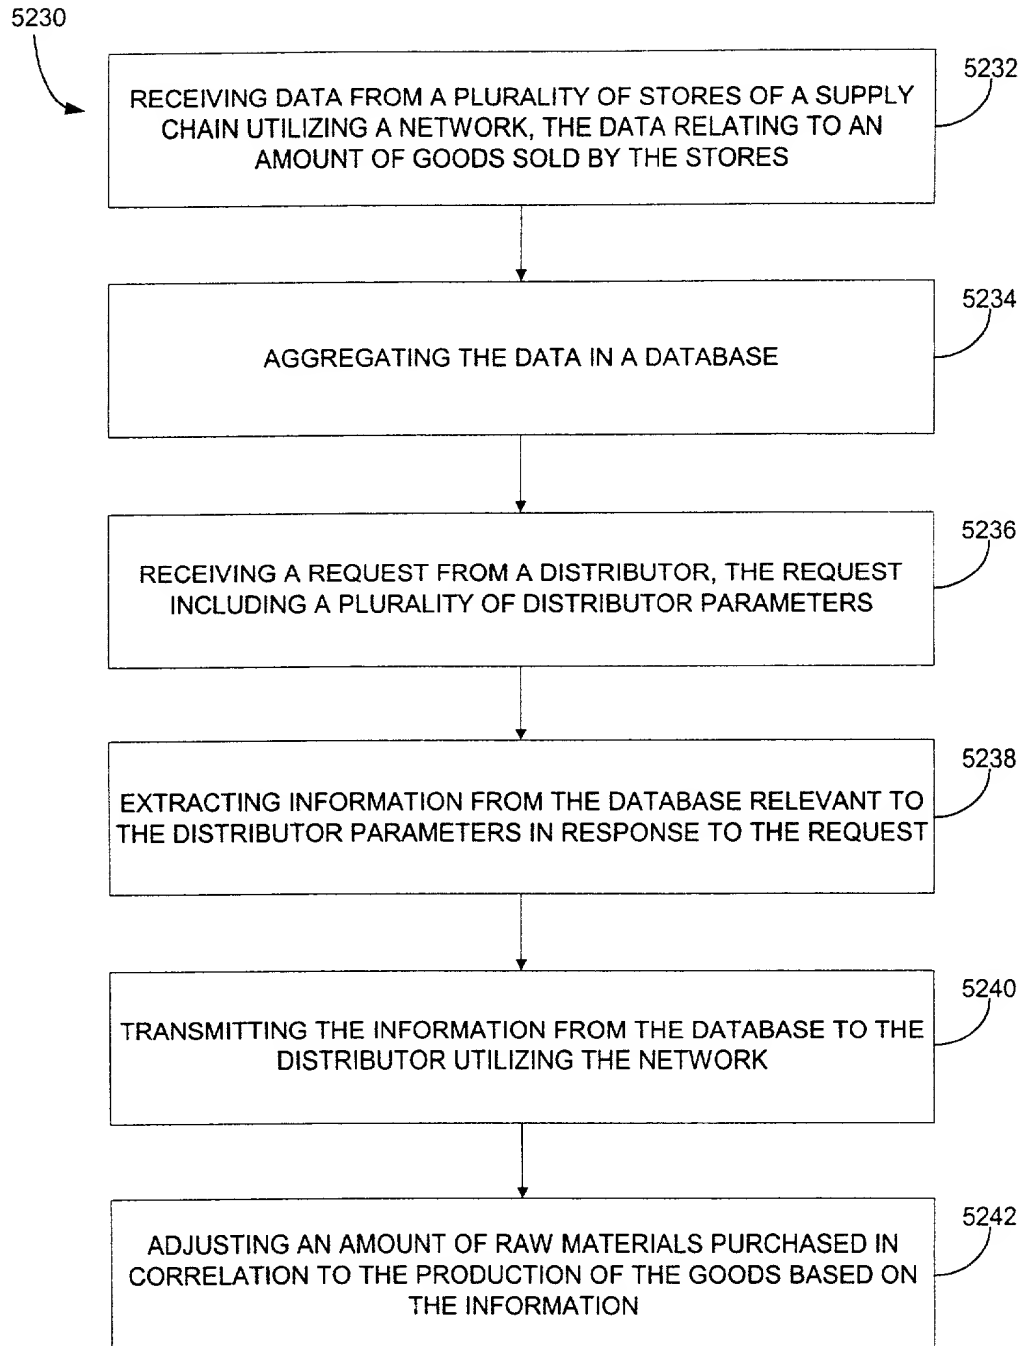 5230
5232
RECEIVING DATA FROM A PLURALITY OF STORES OF A SUPPLY
CHAIN UTILIZING A NETWORK, THE DATA RELATING TO AN
AMOUNT OF GOODS SOLD BY THE STORES
5234
AGGREGATING THE DATA IN A DATABASE
5236
RECEIVING A REQUEST FROM A DISTRIBUTOR, THE REQUEST
INCLUDING A PLURALITY OF DISTRIBUTOR PARAMETERS
5238
EXTRACTING INFORMATION FROM THE DATABASE RELEVANT TO
THE DISTRIBUTOR PARAMETERS IN RESPONSE TO THE REQUEST
5240
TRANSMITTING THE INFORMATION FROM THE DATABASE TO THE
DISTRIBUTOR UTILIZING THE NETWORK
5242
ADJUSTING AN AMOUNT OF RAW MATERIALS PURCHASED IN
CORRELATION TO THE PRODUCTION OF THE GOODS BASED ON
THE INFORMATION